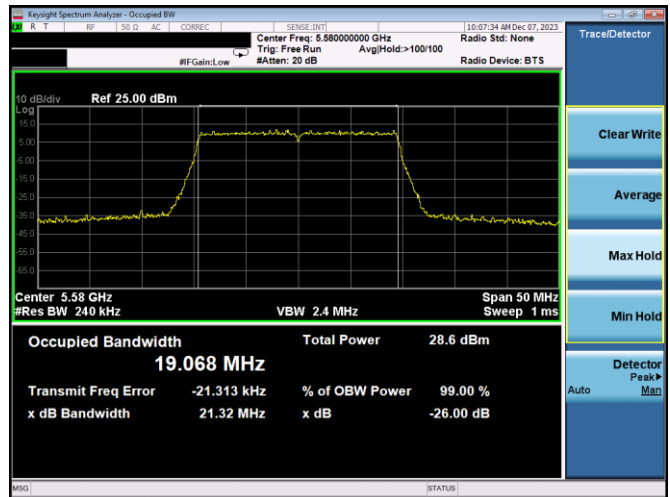 Keysight Spectrum Analyzer - Occupied BW
R T RF 50 Ω AC CORREC SENSE:INT 10:07:34 AM Dec 07, 2023
Center Freq: 5.580000000 GHz Radio Std: None
Trig: Free Run Avg|Hold:>100/100
#IFGain:Low #Atten: 20 dB Radio Device: BTS
Trace/Detector
10 dB/div Ref 25.00 dBm
Log
15.0
5.00
-5.00
-15.0
-25.0
-35.0
-45.0
-55.0
-65.0
Center 5.58 GHz Span 50 MHz
#Res BW 240 kHz VBW 2.4 MHz Sweep 1 ms
Occupied Bandwidth Total Power 28.6 dBm
19.068 MHz
Transmit Freq Error -21.313 kHz % of OBW Power 99.00 %
x dB Bandwidth 21.32 MHz x dB -26.00 dB
Clear Write
Average
Max Hold
Min Hold
Detector
Peak▶
Auto Man
MSG STATUS